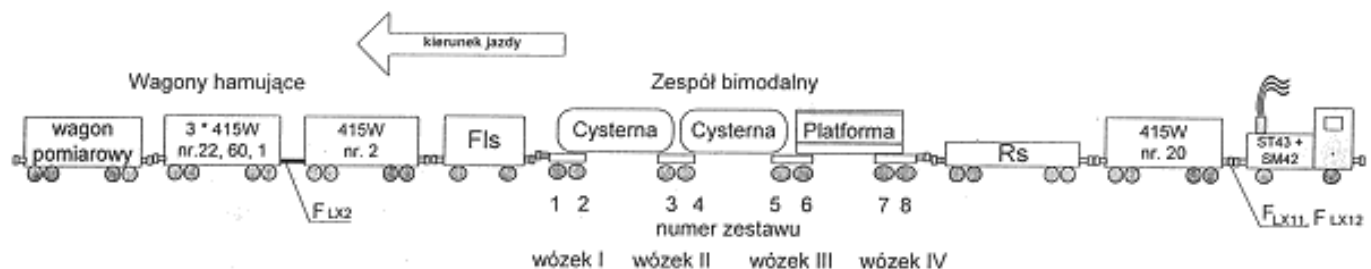 kierunek jazdy
Wagony hamujące
Zespół bimodalny
wagon
pomiarowy
3 * 415W
nr.22, 60, 1
415W
nr. 2
Fls
Cysterna
Cysterna
Platforma
Rs
415W
nr. 20
ST43 +
SM42
F LX2
1 2 3 4 5 6 7 8
F LX11, F LX12
numer zestawu
wózek I wózek II wózek III wózek IV